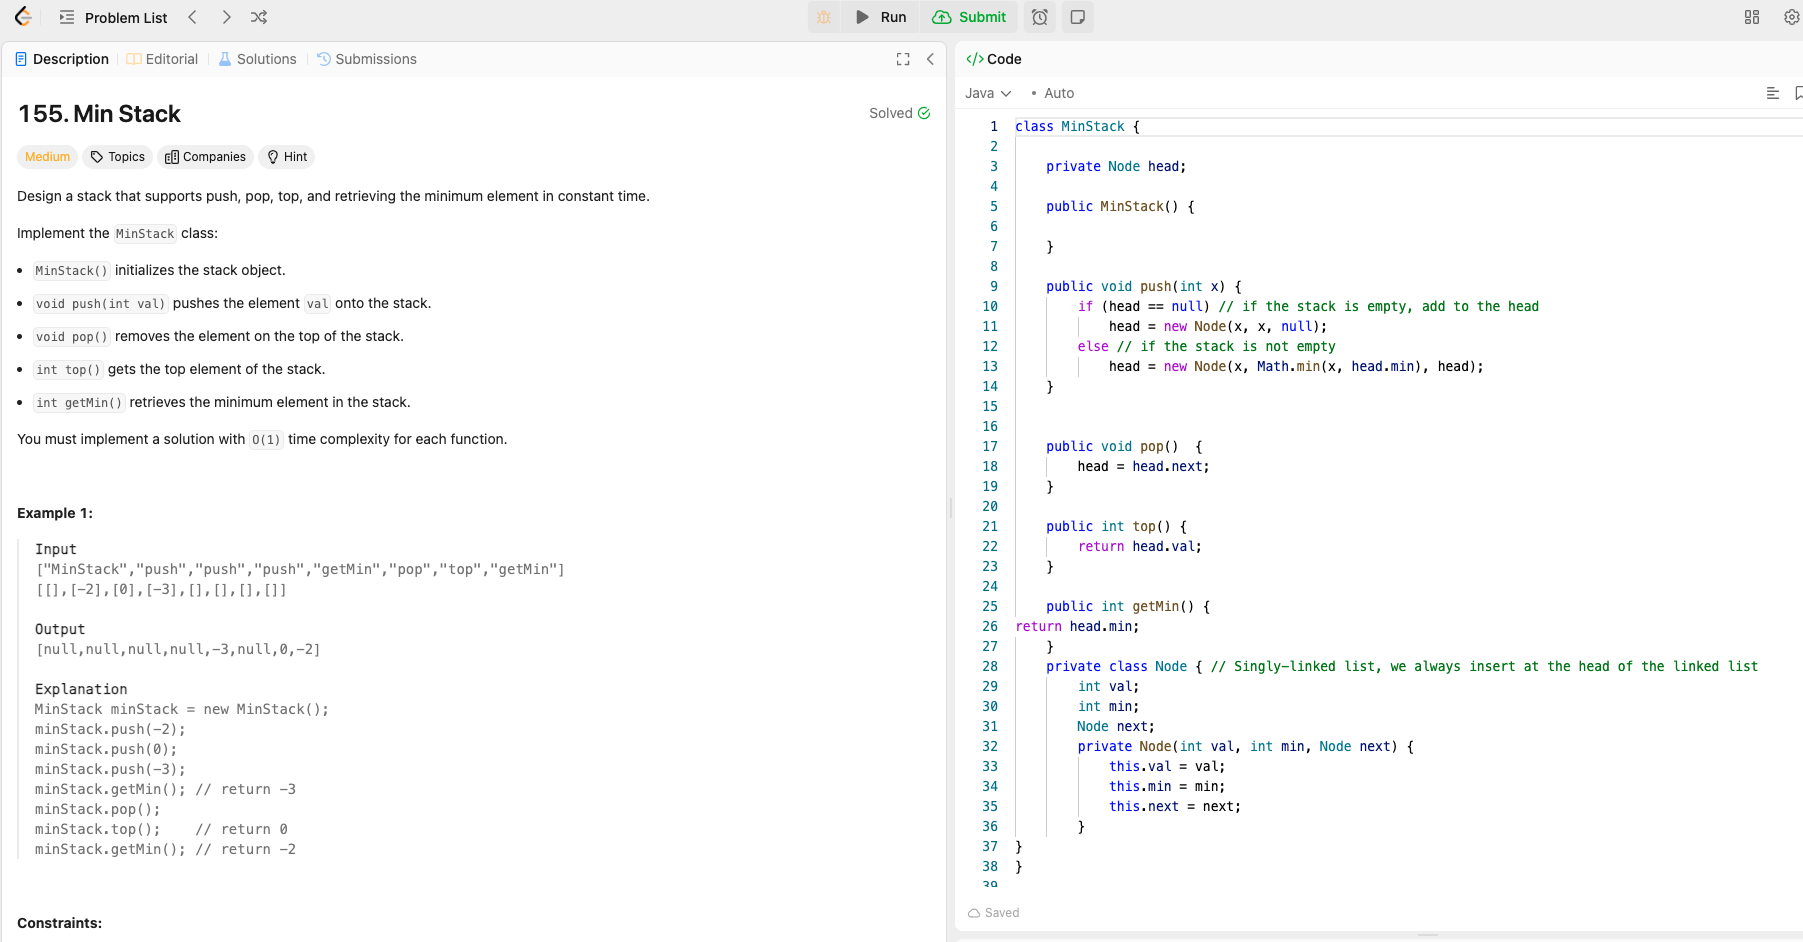 Problem List
Run
Submit
Description
Editorial
Solutions
Submissions
155. Min Stack
Solved
Medium
Topics
Companies
Hint
Design a stack that supports push, pop, top, and retrieving the minimum element in constant time.
Implement the MinStack class:
• MinStack() initializes the stack object.
• void push(int val) pushes the element val onto the stack.
• void pop() removes the element on the top of the stack.
• int top() gets the top element of the stack.
• int getMin() retrieves the minimum element in the stack.
You must implement a solution with O(1) time complexity for each function.
Example 1:
Input
["MinStack","push","push","push","getMin","pop","top","getMin"]
[[],[-2],[0],[-3],[],[],[],[]]
Output
[null,null,null,null,-3,null,0,-2]
Explanation
MinStack minStack = new MinStack();
minStack.push(-2);
minStack.push(0);
minStack.push(-3);
minStack.getMin(); // return -3
minStack.pop();
minStack.top();    // return 0
minStack.getMin(); // return -2
Constraints:
</> Code
Java • Auto
1 class MinStack {
2
3     private Node head;
4
5     public MinStack() {
6
7     }
8
9     public void push(int x) {
10         if (head == null) // if the stack is empty, add to the head
11             head = new Node(x, x, null);
12         else // if the stack is not empty
13             head = new Node(x, Math.min(x, head.min), head);
14     }
15
16
17     public void pop()  {
18         head = head.next;
19     }
20
21     public int top() {
22         return head.val;
23     }
24
25     public int getMin() {
26 return head.min;
27     }
28     private class Node { // Singly-linked list, we always insert at the head of the linked list
29         int val;
30         int min;
31         Node next;
32         private Node(int val, int min, Node next) {
33             this.val = val;
34             this.min = min;
35             this.next = next;
36         }
37 }
38 }
39
Saved